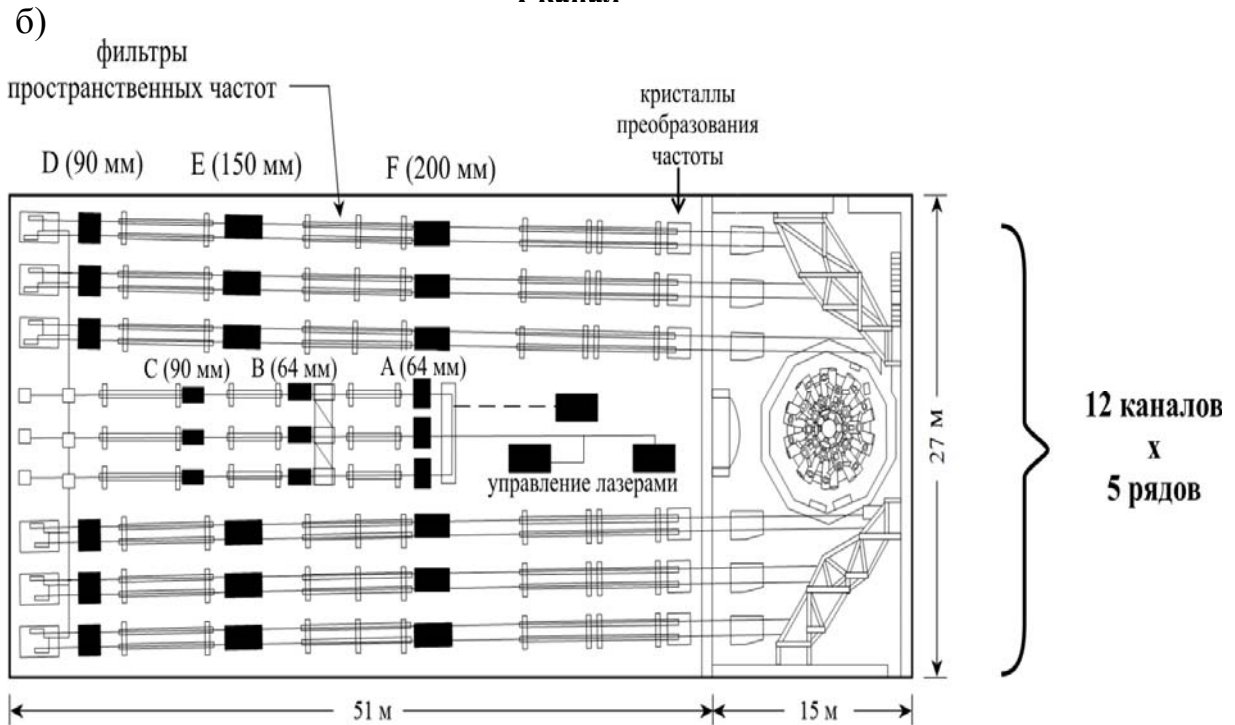 б)
фильтры
пространственных частот
кристаллы
преобразования
частоты
D (90 мм) E (150 мм) F (200 мм)
C (90 мм) B (64 мм) A (64 мм)
управление лазерами
27 м
12 каналов
х
5 рядов
51 м 15 м